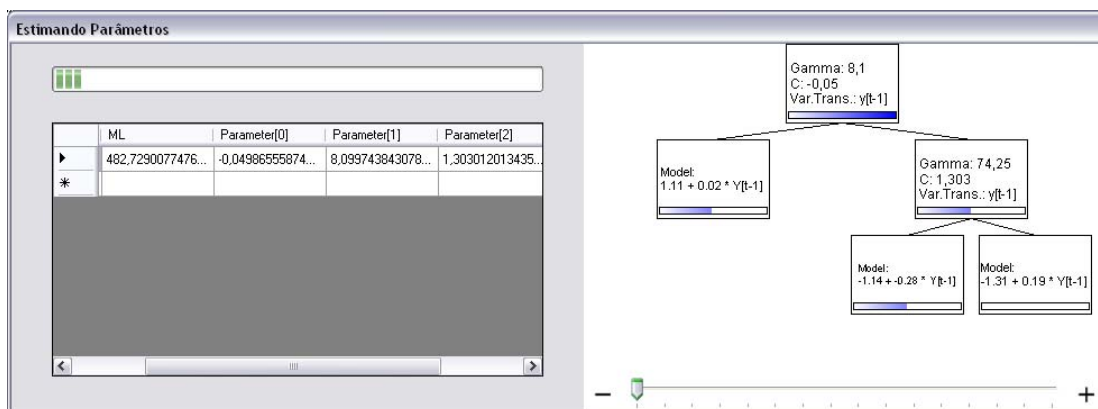 Estimando Parâmetros
ML Parameter[0] Parameter[1] Parameter[2]
482,7290077476... -0,04986555874... 8,099743843078... 1,303012013435...
Gamma: 8,1
C: -0,05
Var.Trans.: y[t-1]
Model:
1.11 + 0.02 * Y[t-1]
Gamma: 74,25
C: 1,303
Var.Trans.: y[t-1]
Model:
-1.14 + -0.28 * Y[t-1]
Model:
-1.31 + 0.19 * Y[t-1]